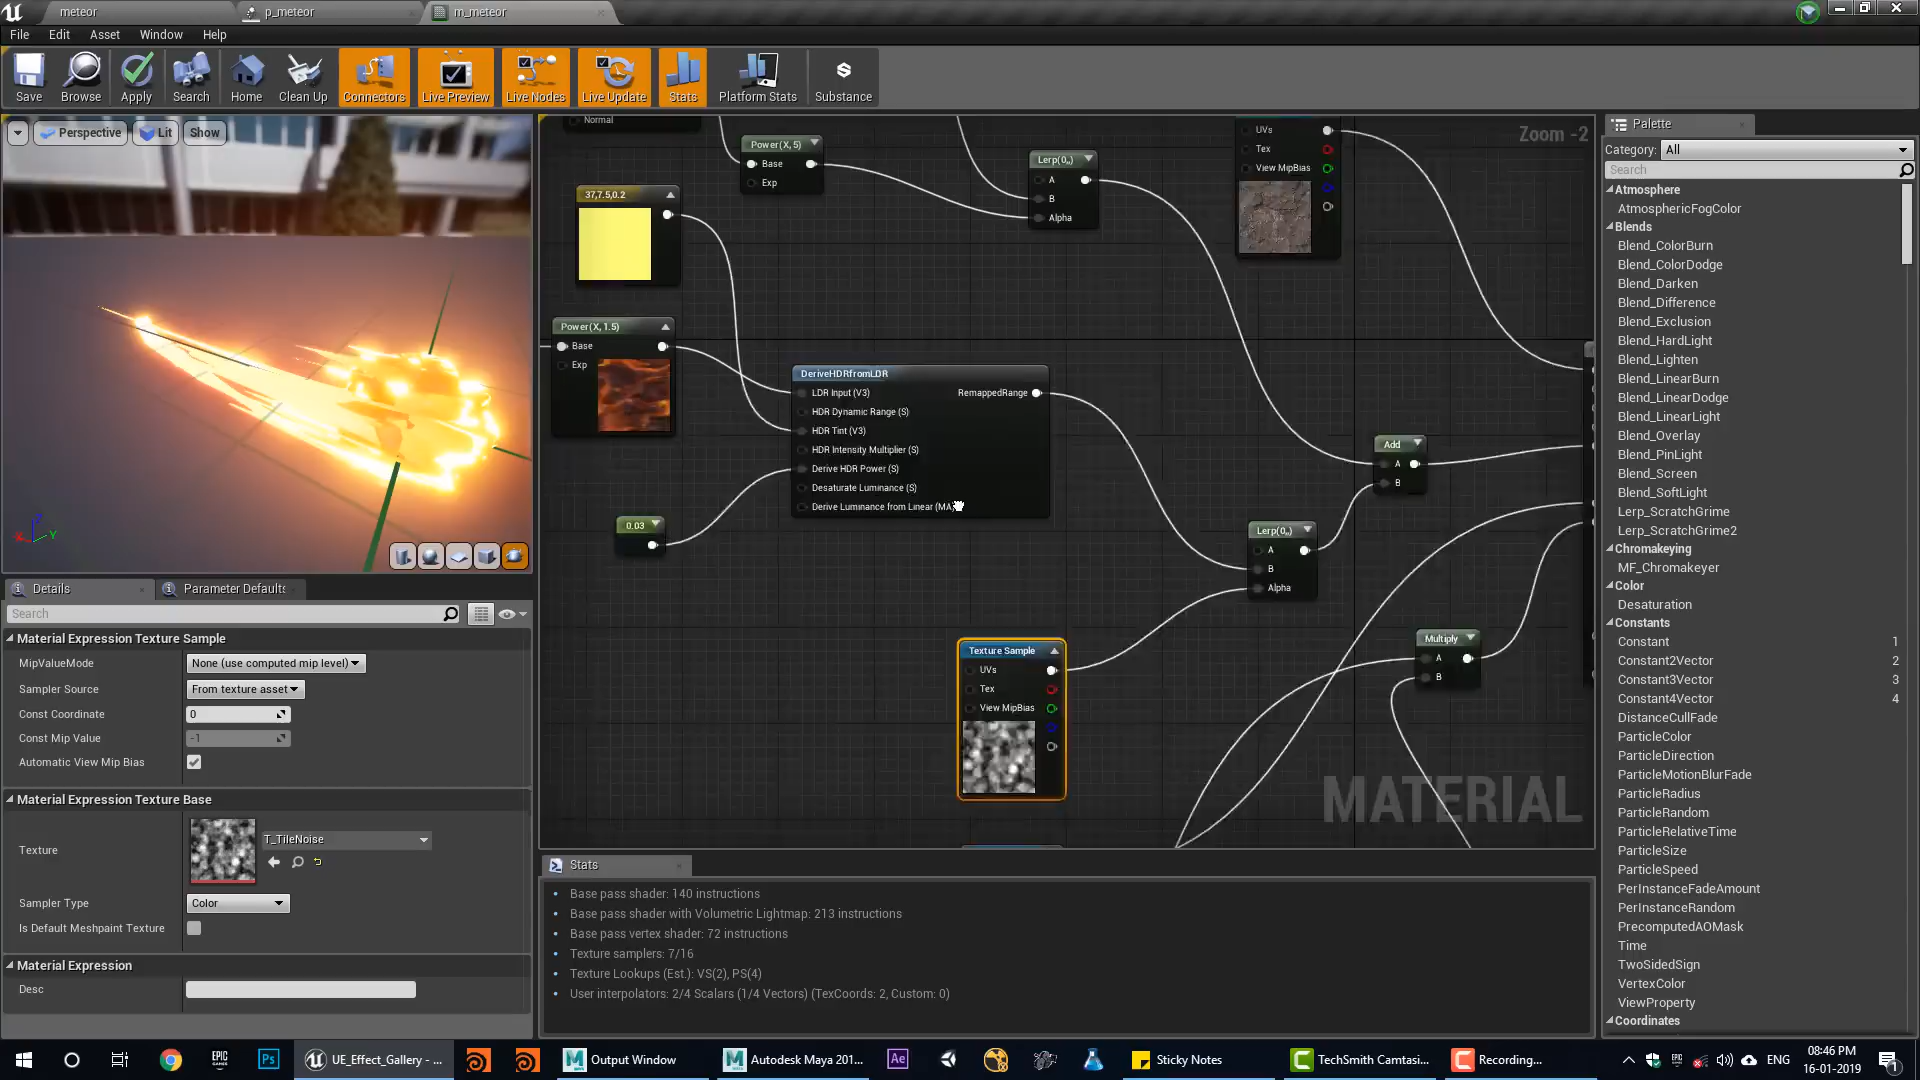 meteor
p_meteor
m_meteor
File Edit Asset Window Help
Save
Browse
Apply
Search
Home
Clean Up
Connectors
Live Preview
Live Nodes
Live Update
Stats
Platform Stats
Substance
Perspective
Lit
Show
Normal
Power(X, 5)
Base
Exp
37,7.5,0.2
Power(X, 1.5)
Base
Exp
0.03
DeriveHDRfromLDR
LDR Input (V3)
RemappedRange
HDR Dynamic Range (S)
HDR Tint (V3)
HDR Intensity Multiplier (S)
Derive HDR Power (S)
Desaturate Luminance (S)
Derive Luminance from Linear (MA)
A
B
Alpha
UVs
Tex
View MipBias
Zoom -2
Add
A
B
A
B
Alpha
Texture Sample
UVs
Tex
View MipBias
Multiply
A
B
MATERIAL
Details
Parameter Defaults
Search
Material Expression Texture Sample
MipValueMode
None (use computed mip level)
Sampler Source
From texture asset
Const Coordinate
0
Const Mip Value
-1
Automatic View Mip Bias
Material Expression Texture Base
Texture
T_TileNoise
Sampler Type
Color
Is Default Meshpaint Texture
Material Expression
Desc
Stats
Base pass shader: 140 instructions
Base pass shader with Volumetric Lightmap: 213 instructions
Base pass vertex shader: 72 instructions
Texture samplers: 7/16
Texture Lookups (Est.): VS(2), PS(4)
User interpolators: 2/4 Scalars (1/4 Vectors) (TexCoords: 2, Custom: 0)
Palette
Category: All
Search
Atmosphere
AtmosphericFogColor
Blends
Blend_ColorBurn
Blend_ColorDodge
Blend_Darken
Blend_Difference
Blend_Exclusion
Blend_HardLight
Blend_Lighten
Blend_LinearBurn
Blend_LinearDodge
Blend_LinearLight
Blend_Overlay
Blend_PinLight
Blend_Screen
Blend_SoftLight
Lerp_ScratchGrime
Lerp_ScratchGrime2
Chromakeying
MF_Chromakeyer
Color
Desaturation
Constants
Constant 1
Constant2Vector 2
Constant3Vector 3
Constant4Vector 4
DistanceCullFade
ParticleColor
ParticleDirection
ParticleMotionBlurFade
ParticleRadius
ParticleRandom
ParticleRelativeTime
ParticleSize
ParticleSpeed
PerInstanceFadeAmount
PerInstanceRandom
PrecomputedAOMask
Time
TwoSidedSign
VertexColor
ViewProperty
Coordinates
UE_Effect_Gallery - ...
Output Window
Autodesk Maya 201...
Ae
Sticky Notes
TechSmith Camtasi...
Recording...
ENG
08:46 PM
16-01-2019